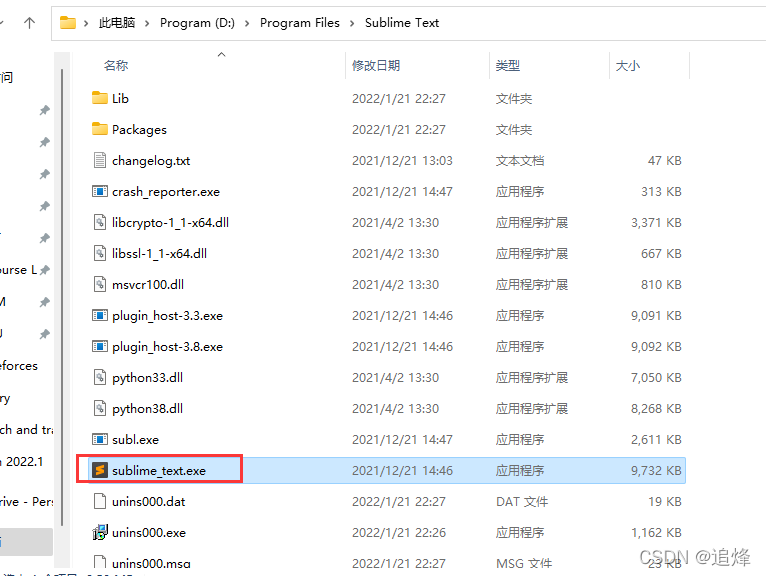 此电脑 › Program (D:) › Program Files › Sublime Text
名称 修改日期 类型 大小
问
Lib 2022/1/21 22:27 文件夹
Packages 2022/1/21 22:27 文件夹
changelog.txt 2021/12/21 13:03 文本文档 47 KB
crash_reporter.exe 2021/12/21 14:47 应用程序 313 KB
libcrypto-1_1-x64.dll 2021/4/2 13:30 应用程序扩展 3,371 KB
libssl-1_1-x64.dll 2021/4/2 13:30 应用程序扩展 667 KB
ourse L
msvcr100.dll 2021/4/2 13:30 应用程序扩展 810 KB
M
plugin_host-3.3.exe 2021/12/21 14:46 应用程序 9,091 KB
plugin_host-3.8.exe 2021/12/21 14:46 应用程序 9,092 KB
eforces
python33.dll 2021/4/2 13:30 应用程序扩展 7,050 KB
ry
python38.dll 2021/4/2 13:30 应用程序扩展 8,268 KB
ch and tra
subl.exe 2021/12/21 14:47 应用程序 2,611 KB
2022.1
sublime_text.exe 2021/12/21 14:46 应用程序 9,732 KB
rive - Pers
unins000.dat 2022/1/21 22:27 DAT 文件 19 KB
unins000.exe 2022/1/21 22:26 应用程序 1,162 KB
unins000.msg 2022/1/21 22:27 MSG 文件 23 KB
CSDN @追烽